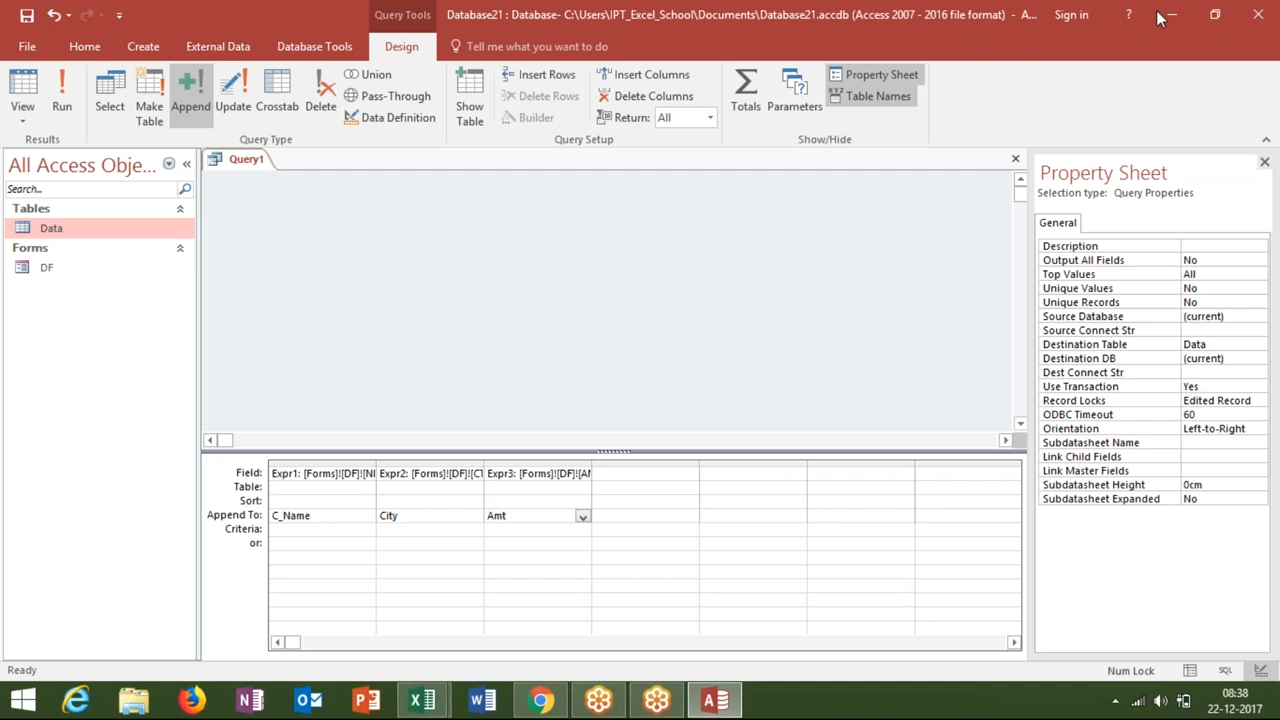 Query Tools
Database21 : Database- C:\Users\IPT_Excel_School\Documents\Database21.accdb (Access 2007 - 2016 file format) - A...
Sign in
?
File
Home
Create
External Data
Database Tools
Design
Tell me what you want to do
View
Run
Select
Make Table
Append
Update
Crosstab
Delete
Union
Pass-Through
Data Definition
Show Table
Insert Rows
Delete Rows
Builder
Insert Columns
Delete Columns
Return: All
Totals
Parameters
Property Sheet
Table Names
Results
Query Type
Query Setup
Show/Hide
All Access Obje...
Search...
Tables
Data
Forms
DF
Query1
Field: Expr1: [Forms]![DF]![NI Expr2: [Forms]![DF]![CT Expr3: [Forms]![DF]![AI
Table:
Sort:
Append To: C_Name City Amt
Criteria:
or:
Property Sheet
Selection type: Query Properties
General
Description
Output All Fields No
Top Values All
Unique Values No
Unique Records No
Source Database (current)
Source Connect Str
Destination Table Data
Destination DB (current)
Dest Connect Str
Use Transaction Yes
Record Locks Edited Record
ODBC Timeout 60
Orientation Left-to-Right
Subdatasheet Name
Link Child Fields
Link Master Fields
Subdatasheet Height 0cm
Subdatasheet Expanded No
Ready
Num Lock
SQL
08:38
22-12-2017